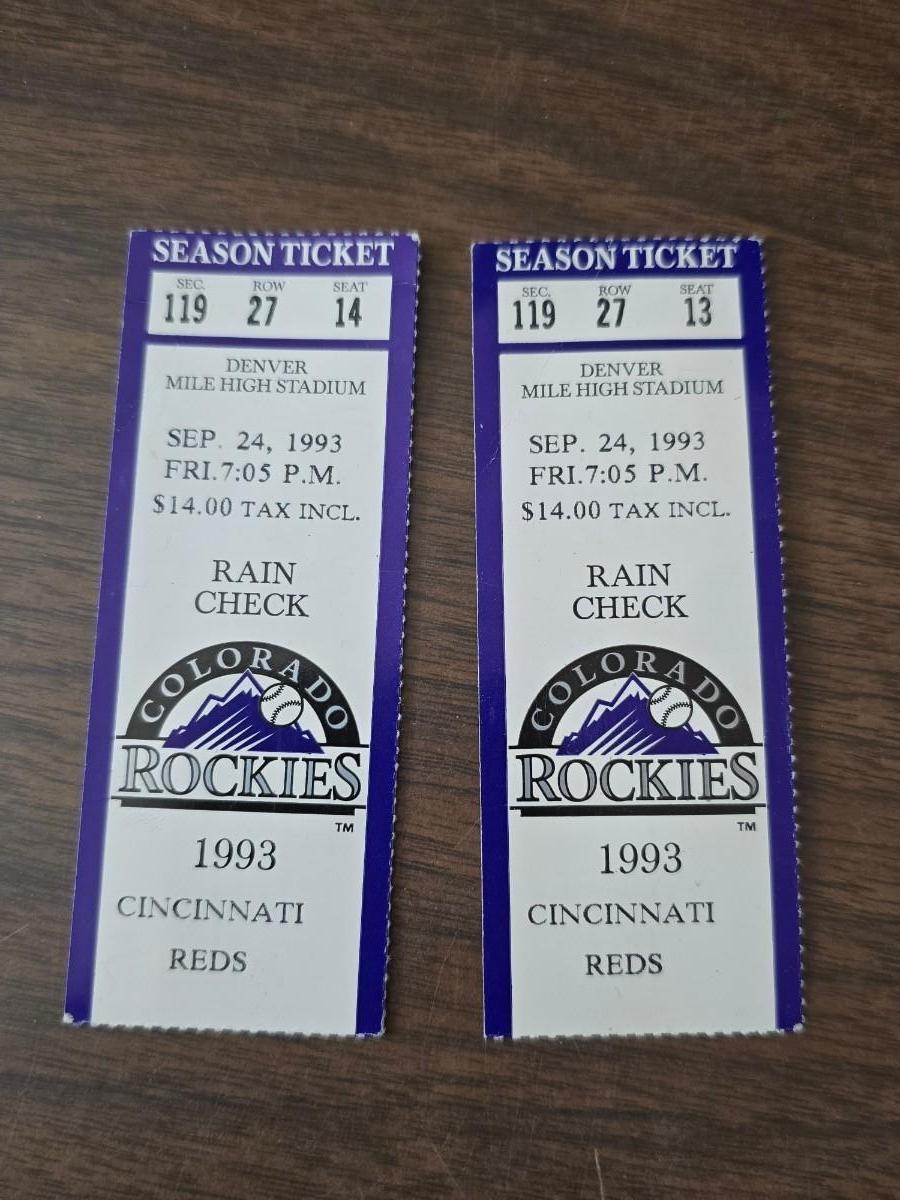 SEASON TICKET
SEC. ROW SEAT
119 27 14
DENVER
MILE HIGH STADIUM
SEP. 24, 1993
FRI.7:05 P.M.
$14.00 TAX INCL.
RAIN
CHECK
COLORADO
ROCKIES
TM
1993
CINCINNATI
REDS
SEASON TICKET
SEC. ROW SEAT
119 27 13
DENVER
MILE HIGH STADIUM
SEP. 24, 1993
FRI.7:05 P.M.
$14.00 TAX INCL.
RAIN
CHECK
COLORADO
ROCKIES
TM
1993
CINCINNATI
REDS